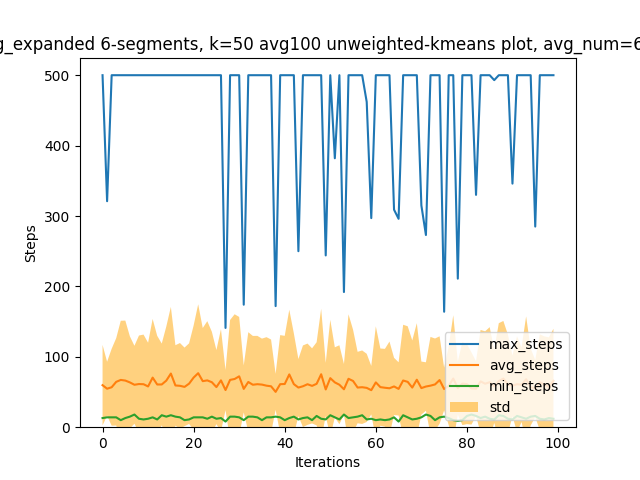 g_expanded 6-segments, k=50 avg100 unweighted-kmeans plot, avg_num=6
500
400
300
200
100
0
Steps
0 20 40 60 80 100
Iterations
max_steps
avg_steps
min_steps
std